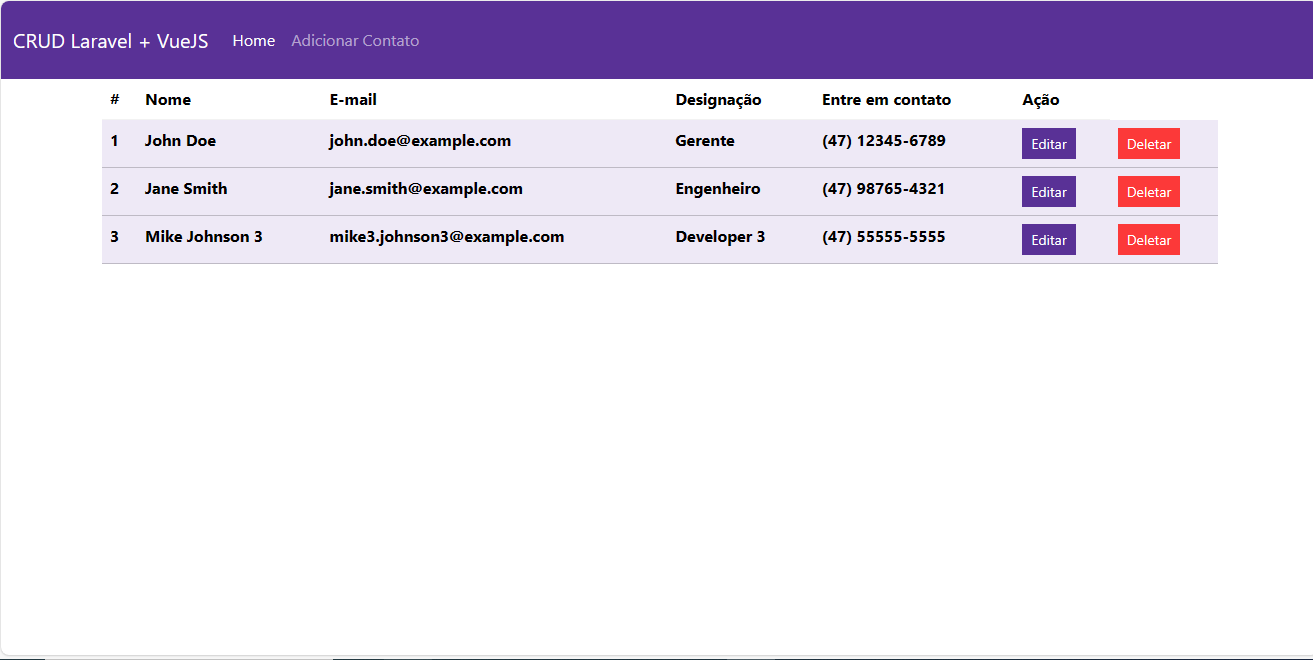 CRUD Laravel + VueJS Home Adicionar Contato
# Nome E-mail Designação Entre em contato Ação
1 John Doe john.doe@example.com Gerente (47) 12345-6789 Editar Deletar
2 Jane Smith jane.smith@example.com Engenheiro (47) 98765-4321 Editar Deletar
3 Mike Johnson 3 mike3.johnson3@example.com Developer 3 (47) 55555-5555 Editar Deletar